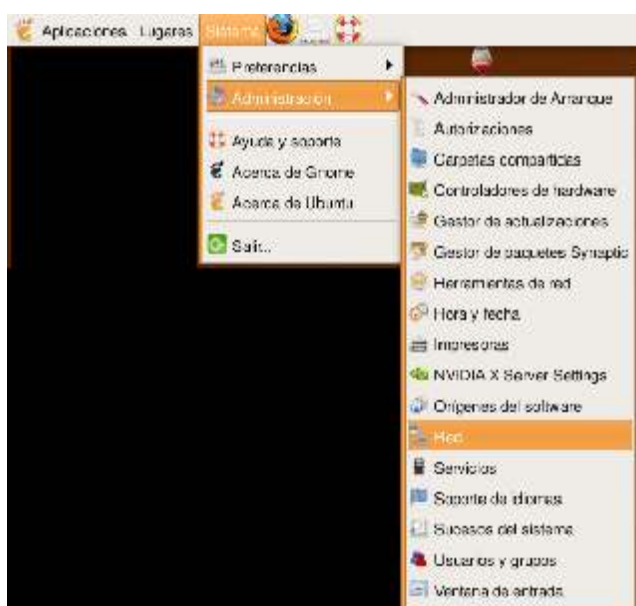 Aplicaciones Lugares Sistema
Preferencias
Administración
Ayuda y soporte
Acerca de Gnome
Acerca de Ubuntu
Salir...
Administrador de Arranque
Autorizaciones
Carpetas compartidas
Controladores de hardware
Gestor de actualizaciones
Gestor de paquetes Synaptic
Herramientas de red
Hora y fecha
Impresoras
NVIDIA X Server Settings
Orígenes del software
Red
Servicios
Soporte de idiomas
Sucesos del sistema
Usuarios y grupos
Ventana de entrada